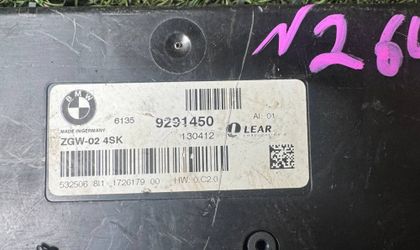 N26
BMW
6135 9291450 AI: 01
MADE IN GERMANY 130412 LEAR
ZGW-02 4SK
532506 8I1 1726179 00 HW: 0.C2.0